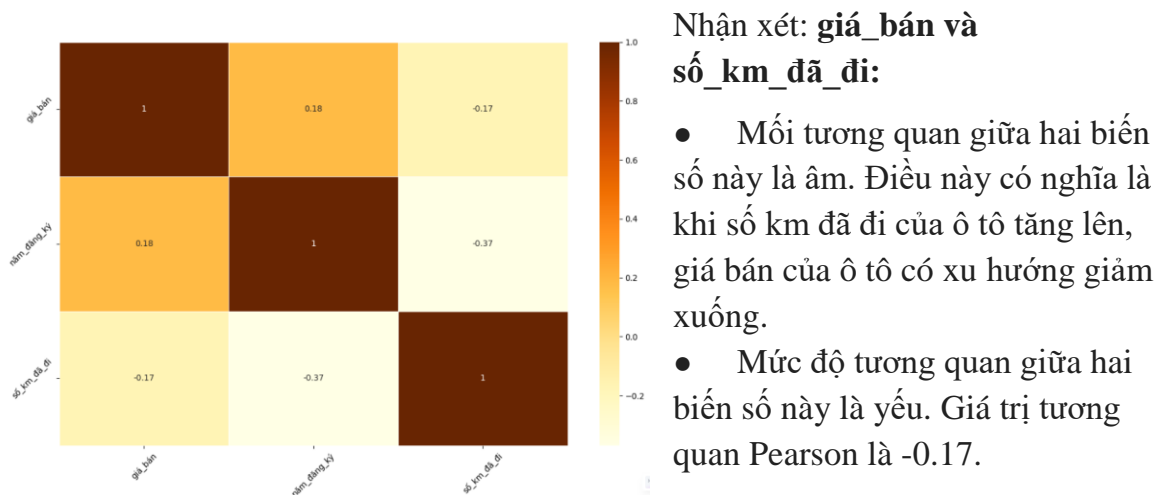 giá_bán
năm_đăng_ký
số_km_đã_đi
1
0.18
-0.17
0.18
1
-0.37
-0.17
-0.37
1
giá_bán
năm_đăng_ký
số_km_đã_đi
1.0
0.8
0.6
0.4
0.2
0.0
−0.2
Nhận xét: giá_bán và
số_km_đã_đi:
● Mối tương quan giữa hai biến
số này là âm. Điều này có nghĩa là
khi số km đã đi của ô tô tăng lên,
giá bán của ô tô có xu hướng giảm
xuống.
● Mức độ tương quan giữa hai
biến số này là yếu. Giá trị tương
quan Pearson là -0.17.